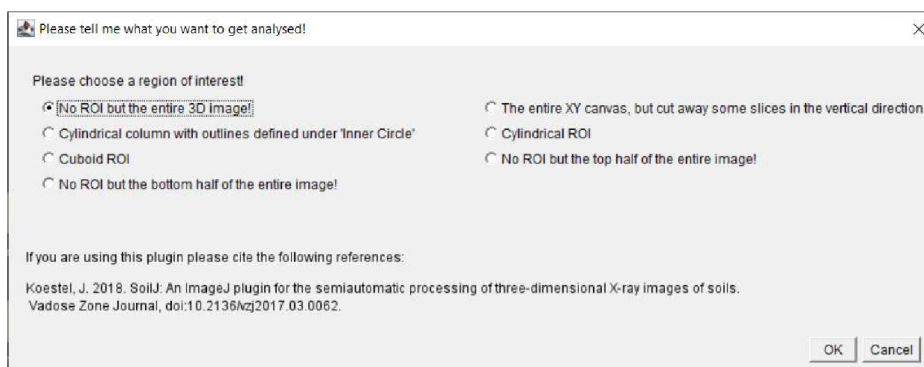 Please tell me what you want to get analysed!
Please choose a region of interest!
No ROI but the entire 3D image!
The entire XY canvas, but cut away some slices in the vertical direction
Cylindrical column with outlines defined under 'Inner Circle'
Cylindrical ROI
Cuboid ROI
No ROI but the top half of the entire image!
No ROI but the bottom half of the entire image!
If you are using this plugin please cite the following references:
Koestel, J. 2018. SoilJ: An ImageJ plugin for the semiautomatic processing of three-dimensional X-ray images of soils.
Vadose Zone Journal, doi:10.2136/vzj2017.03.0062.
OK Cancel